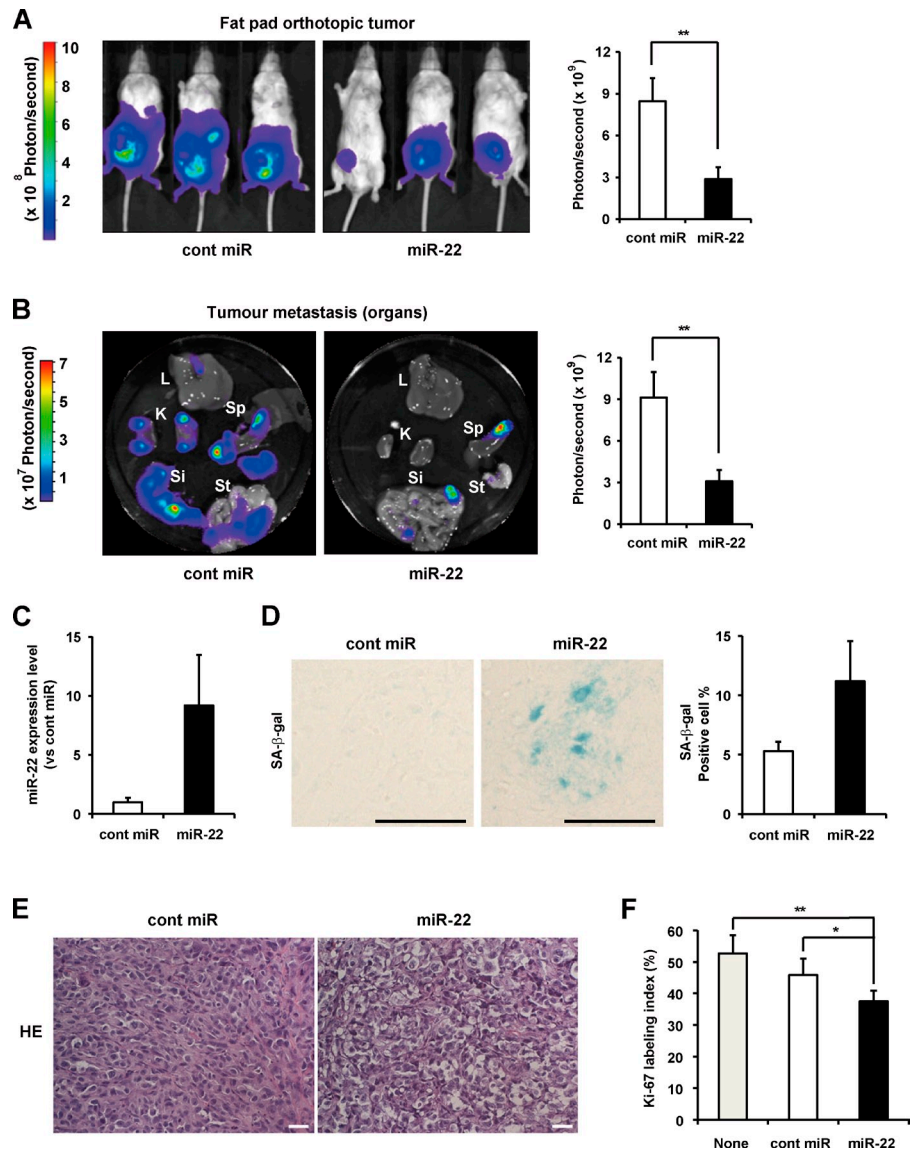 A
Fat pad orthotopic tumor
(x 10⁸ Photon/second)
10
8
6
4
2
cont miR
miR-22
Photon/second (x 10⁹)
12
9
6
3
0
**
cont miR
miR-22
B
Tumour metastasis (organs)
(x 10⁷ Photon/second)
7
5
3
1
L
K
Sp
Si
St
cont miR
L
K
Sp
Si
St
miR-22
Photon/second (x 10⁹)
12
9
6
3
0
**
cont miR
miR-22
C
miR-22 expression level
(vs cont miR)
15
10
5
0
cont miR
miR-22
D
cont miR
miR-22
SA-β-gal
SA-β-gal
Positive cell %
15
10
5
0
cont miR
miR-22
E
cont miR
miR-22
HE
F
Ki-67 labeling index (%)
60
50
40
30
20
10
0
**
*
None
cont miR
miR-22